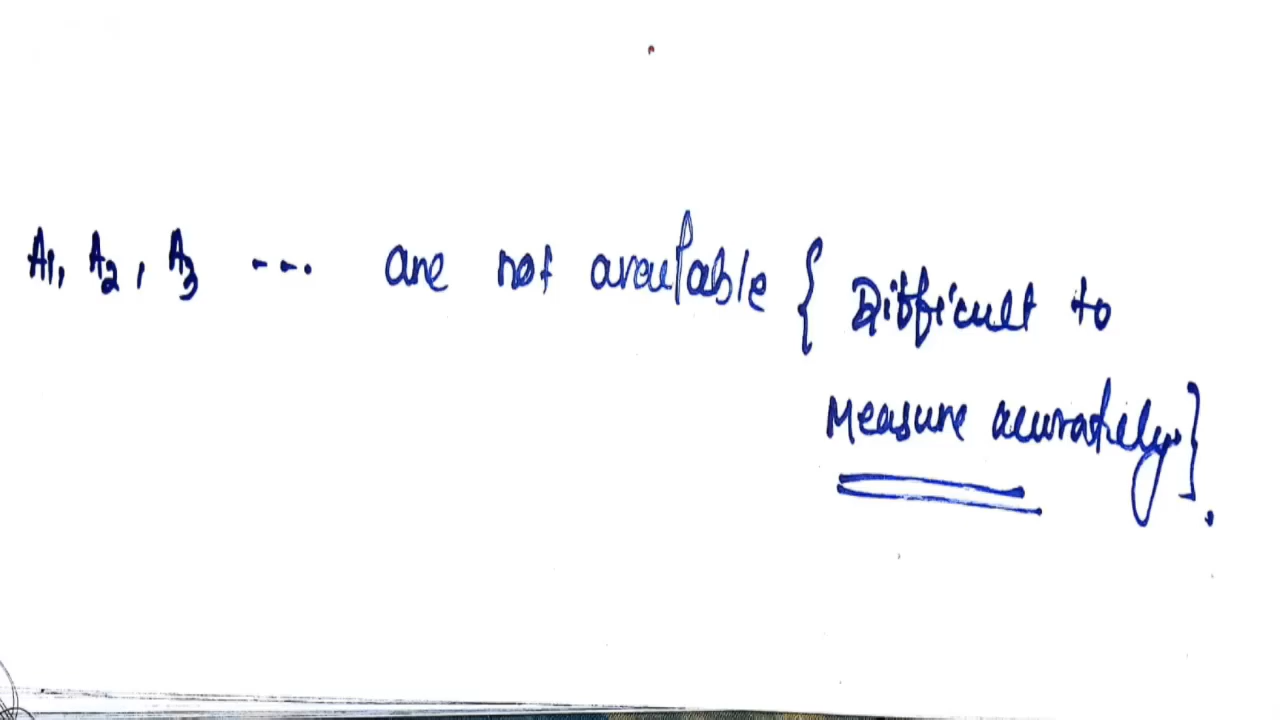 A1, A2, A3 ---. are not available { Difficult to
Measure accurately.}.